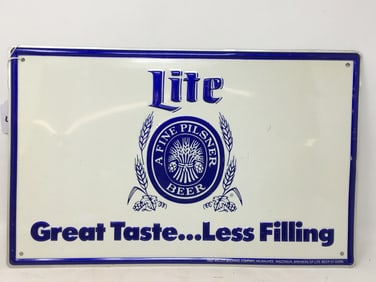 Lite
A FINE PILSNER
BEER
Great Taste...Less Filling